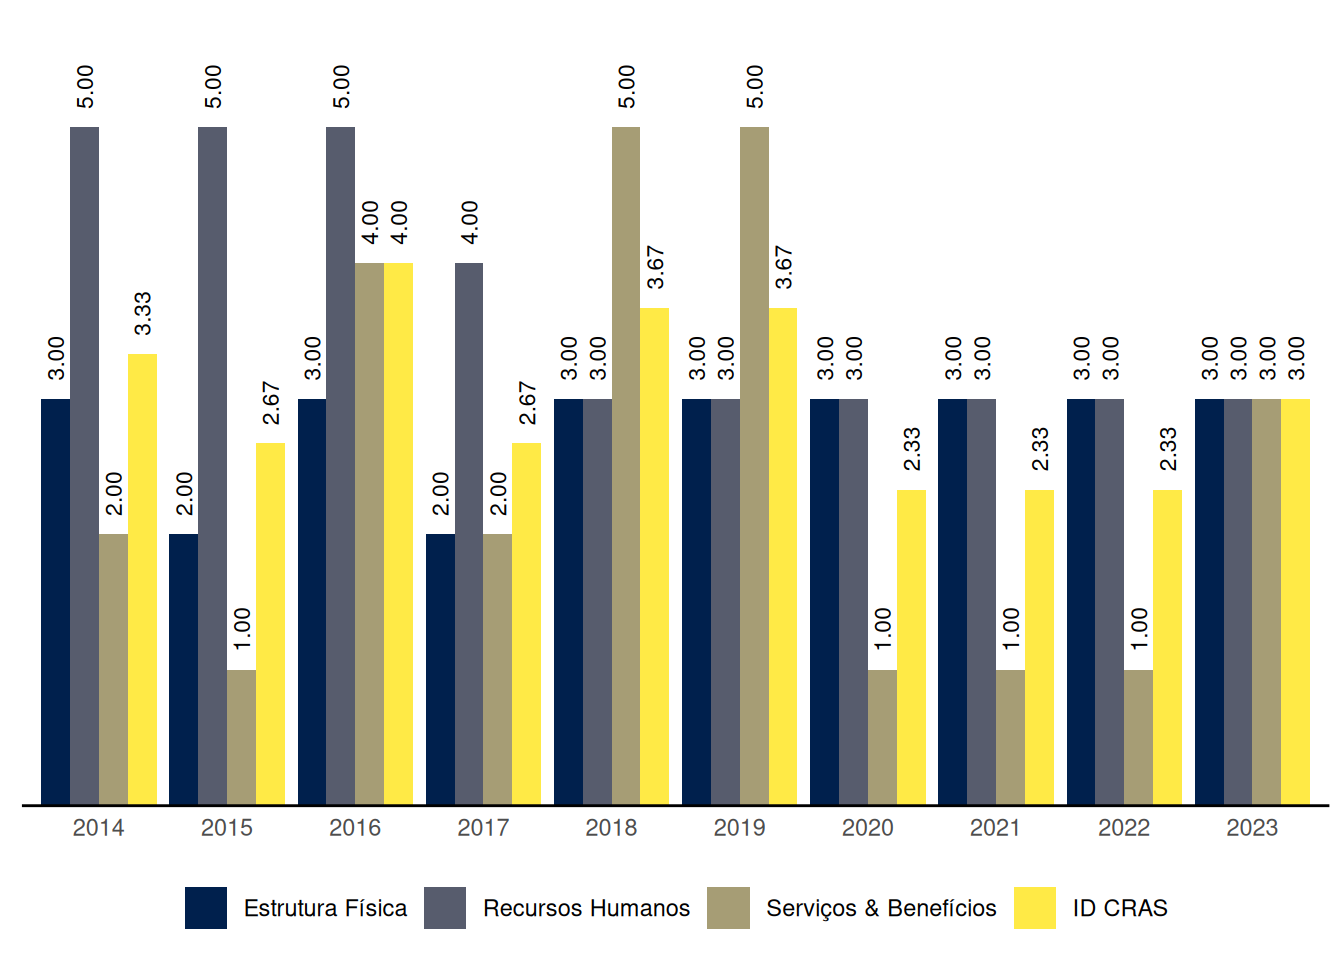 5.00 5.00 5.00 5.00 5.00
4.00 4.00 4.00
3.67 3.67
3.33
3.00 3.00 3.00 3.00 3.00 3.00 3.00 3.00 3.00 3.00 3.00 3.00 3.00 3.00 3.00 3.00
2.67 2.67
2.33 2.33 2.33
2.00 2.00 2.00 2.00
1.00 1.00 1.00 1.00
2014 2015 2016 2017 2018 2019 2020 2021 2022 2023
Estrutura Física Recursos Humanos Serviços & Benefícios ID CRAS